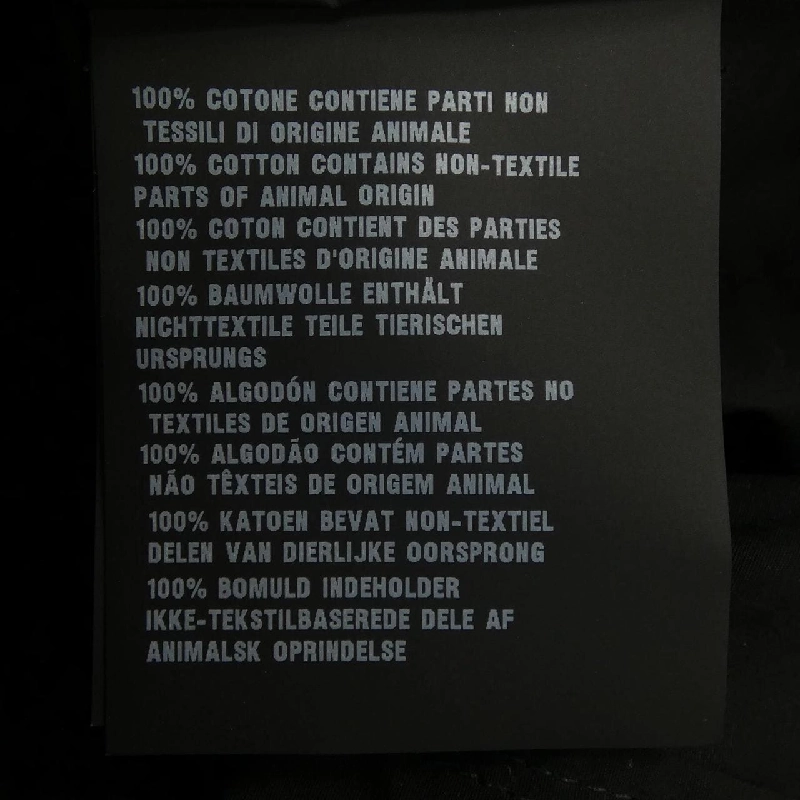 100% COTONE CONTIENE PARTI NON
TESSILI DI ORIGINE ANIMALE
100% COTTON CONTAINS NON-TEXTILE
PARTS OF ANIMAL ORIGIN
100% COTON CONTIENT DES PARTIES
NON TEXTILES D'ORIGINE ANIMALE
100% BAUMWOLLE ENTHÄLT
NICHTTEXTILE TEILE TIERISCHEN
URSPRUNGS
100% ALGODÓN CONTIENE PARTES NO
TEXTILES DE ORIGEN ANIMAL
100% ALGODÃO CONTÉM PARTES
NÃO TÊXTEIS DE ORIGEM ANIMAL
100% KATOEN BEVAT NON-TEXTIEL
DELEN VAN DIERLIJKE OORSPRONG
100% BOMULD INDEHOLDER
IKKE-TEKSTILBASEREDE DELE AF
ANIMALSK OPRINDELSE